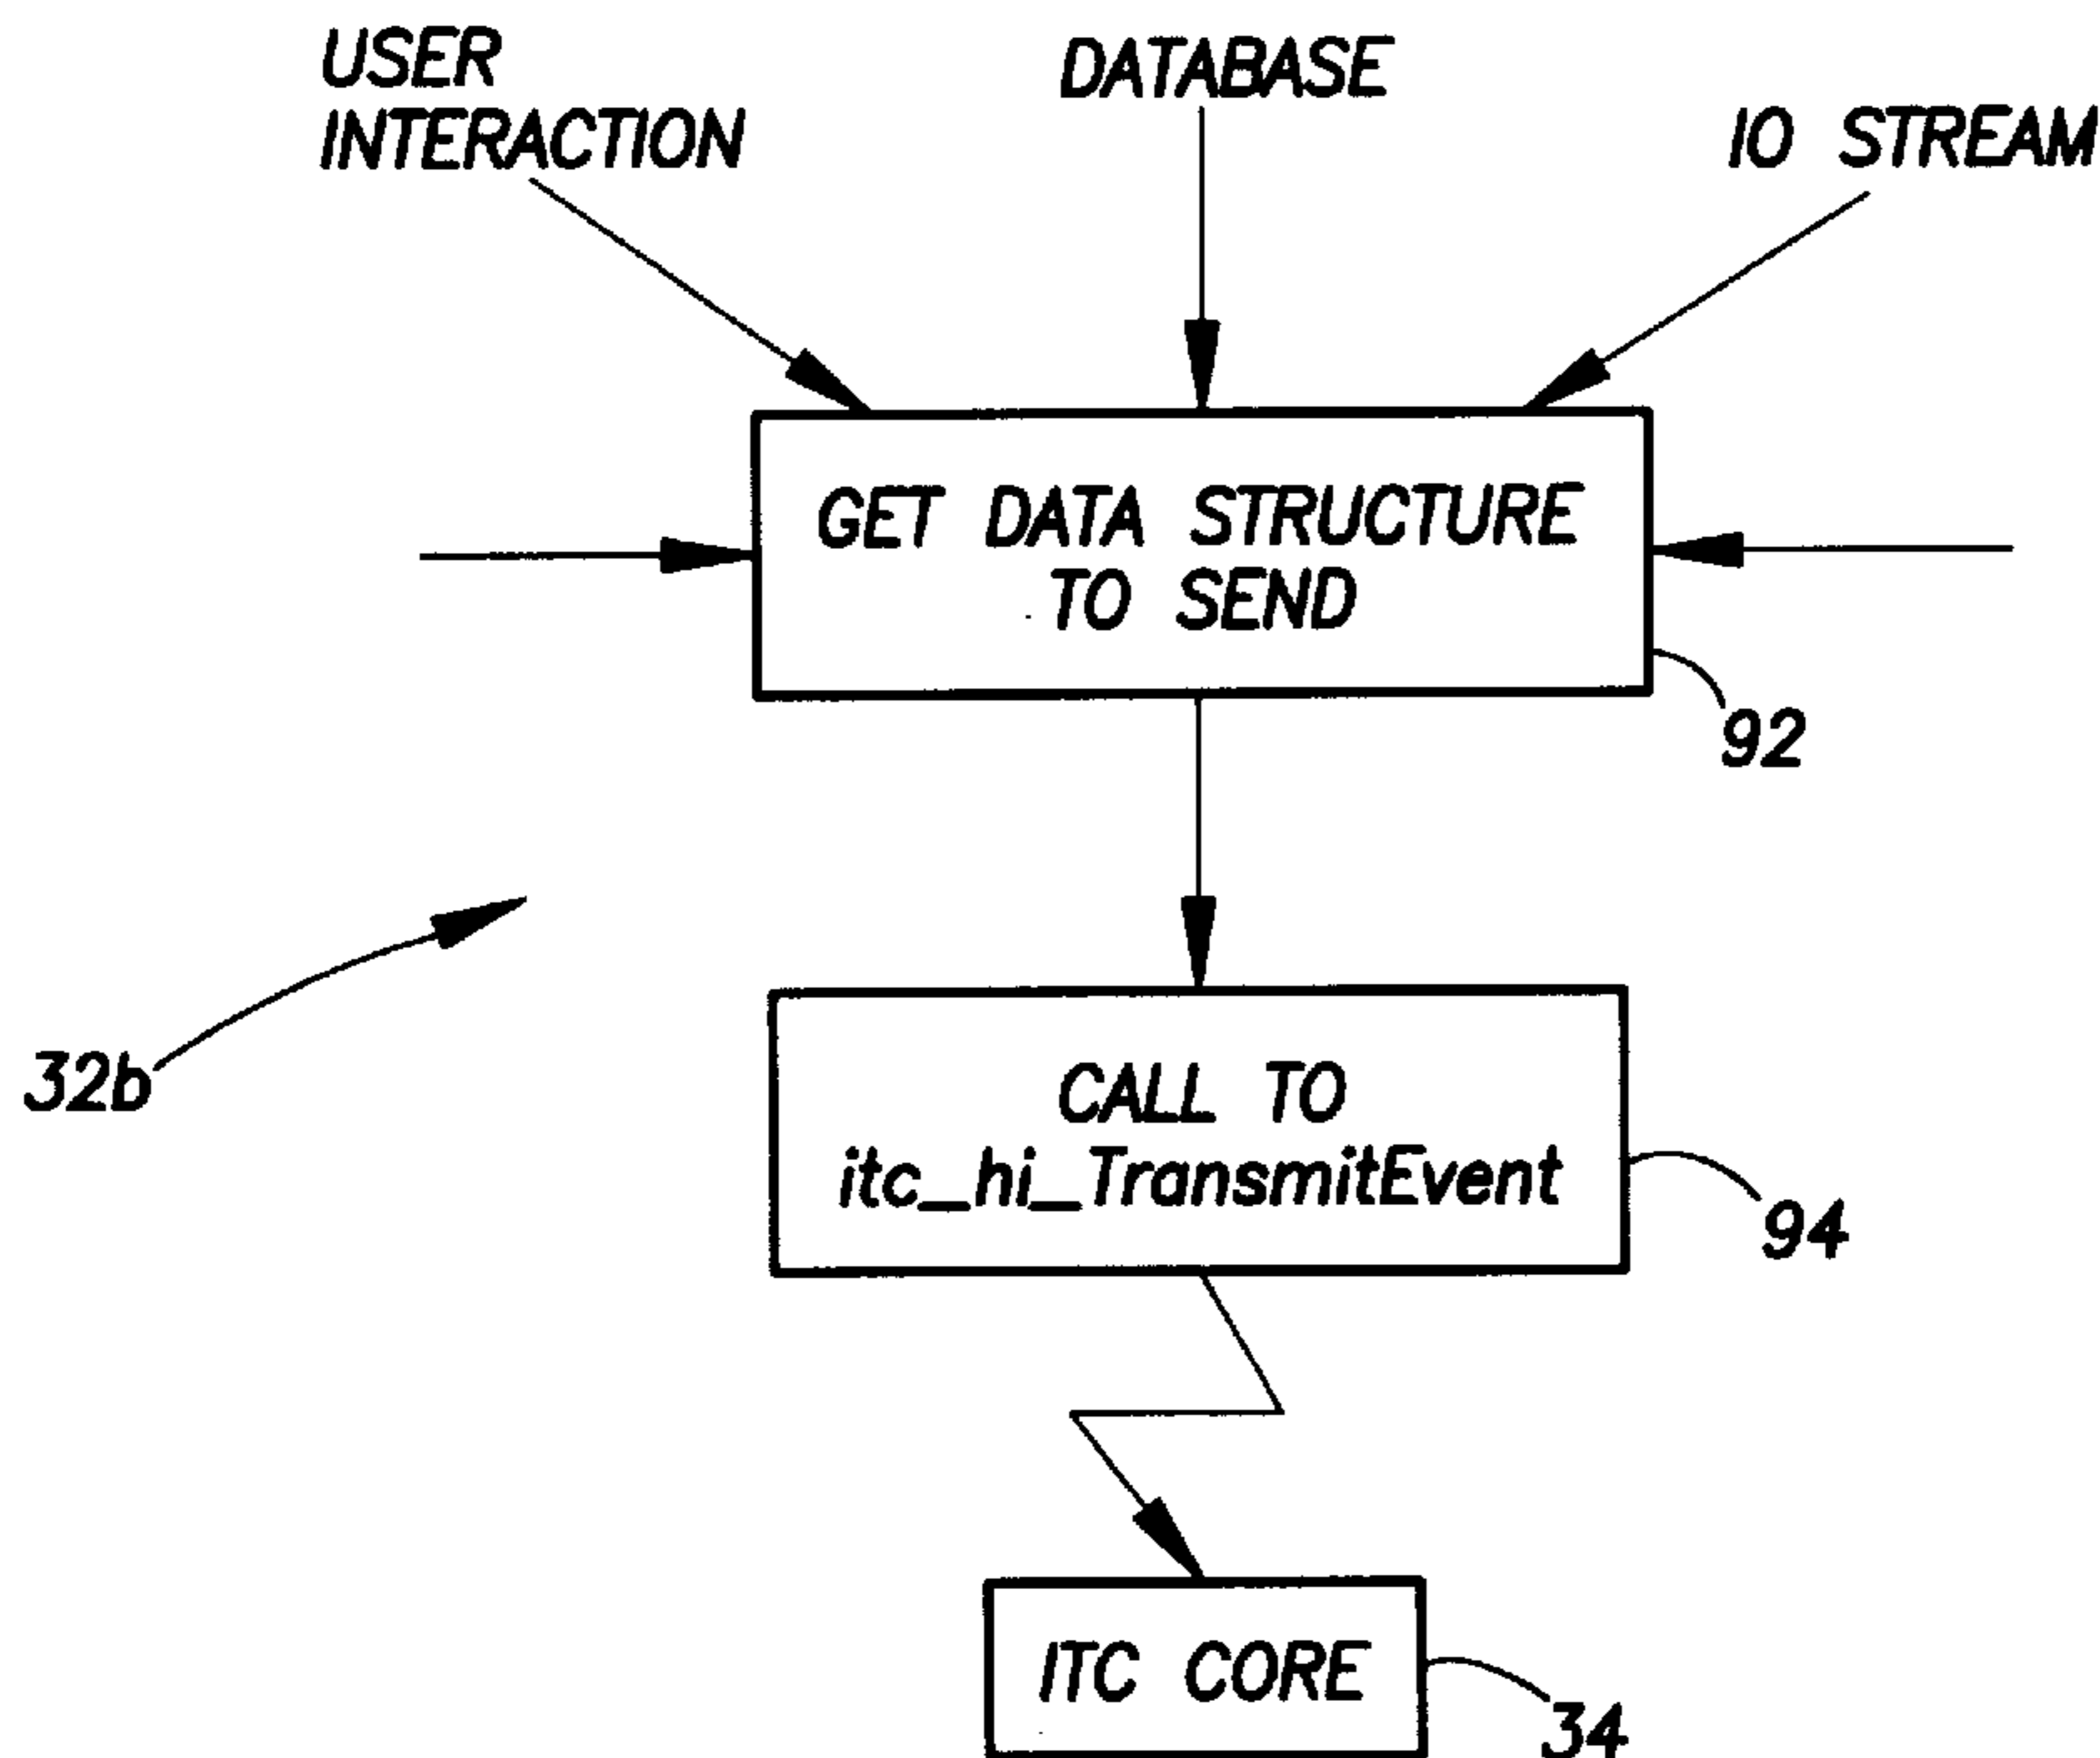 USER
INTERACTION
DATABASE
IO STREAM
GET DATA STRUCTURE
TO SEND
92
32b
CALL TO
itc_hi_TransmitEvent
94
ITC CORE
34